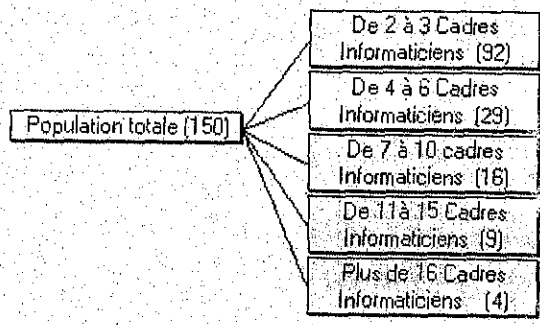 De 2 à 3 Cadres
Informaticiens (92)
De 4 à 6 Cadres
Informaticiens (29)
Population totale (150)
De 7 à 10 cadres
Informaticiens (16)
De 11à 15 Cadres
Informaticiens (9)
Plus de 16 Cadres
Informaticiens (4)